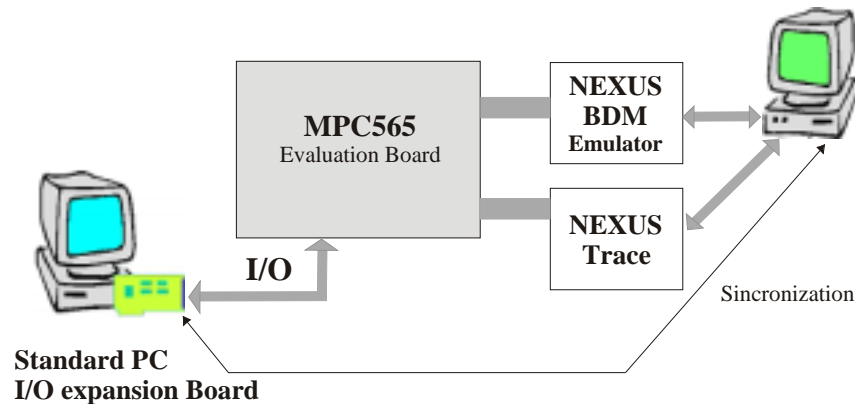 MPC565
Evaluation Board
NEXUS
BDM
Emulator
NEXUS
Trace
I/O
Sincronization
Standard PC
I/O expansion Board